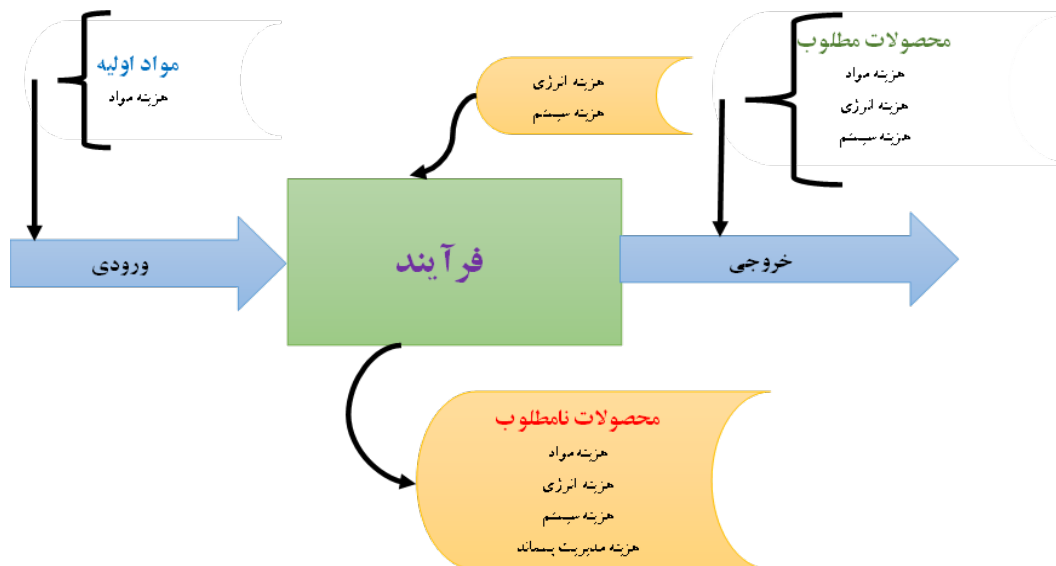 مواد اولیه
هزینه مواد
هزینه انرژی
هزینه سیستم
محصولات مطلوب
هزینه مواد
هزینه انرژی
هزینه سیستم
ورودی
فرآیند
خروجی
محصولات نامطلوب
هزینه مواد
هزینه انرژی
هزینه سیستم
هزینه مدیریت پسماند